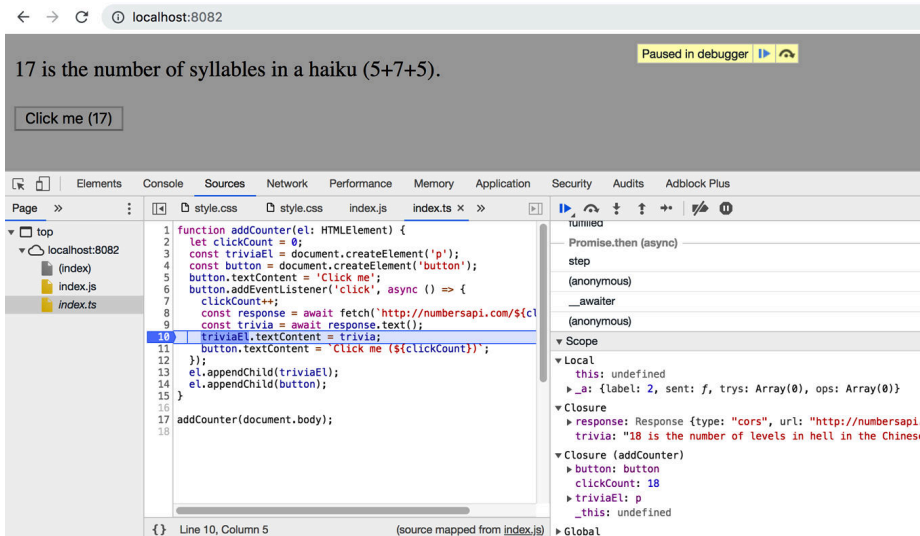 localhost:8082
Paused in debugger
17 is the number of syllables in a haiku (5+7+5).
Click me (17)
Elements Console Sources Network Performance Memory Application Security Audits Adblock Plus
Page » style.css style.css index.js index.ts × »
top
localhost:8082
(index)
index.js
index.ts
1 function addCounter(el: HTMLElement) {
2 let clickCount = 0;
3 const triviaEl = document.createElement('p');
4 const button = document.createElement('button');
5 button.textContent = 'Click me';
6 button.addEventListener('click', async () => {
7 clickCount++;
8 const response = await fetch(`http://numbersapi.com/${cl
9 const trivia = await response.text();
10 triviaEl.textContent = trivia;
11 button.textContent = `Click me (${clickCount})`;
12 });
13 el.appendChild(triviaEl);
14 el.appendChild(button);
15 }
16
17 addCounter(document.body);
18
{} Line 10, Column 5 (source mapped from index.js)
fulfilled
Promise.then (async)
step
(anonymous)
__awaiter
(anonymous)
Scope
Local
this: undefined
_a: {label: 2, sent: ƒ, trys: Array(0), ops: Array(0)}
Closure
response: Response {type: "cors", url: "http://numbersapi.
trivia: "18 is the number of levels in hell in the Chines
Closure (addCounter)
button: button
clickCount: 18
triviaEl: p
_this: undefined
Global